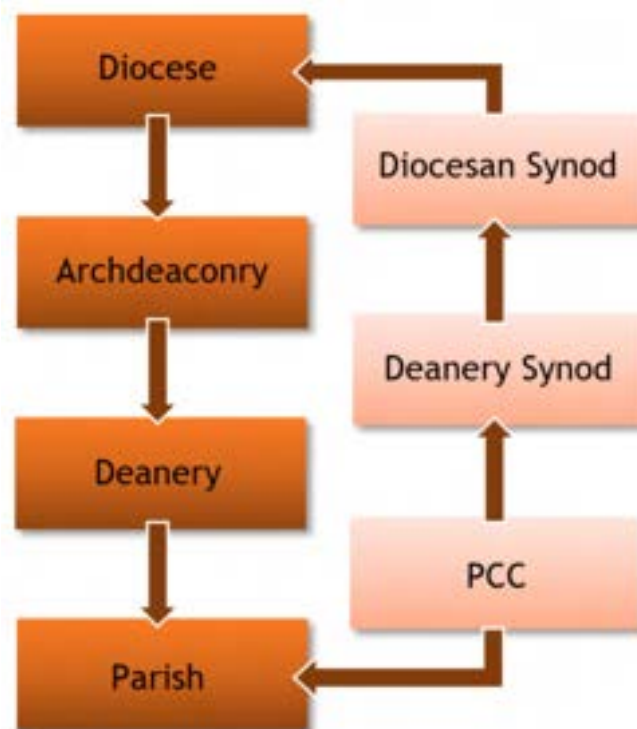 Diocese
Archdeaconry
Deanery
Parish
Diocesan Synod
Deanery Synod
PCC